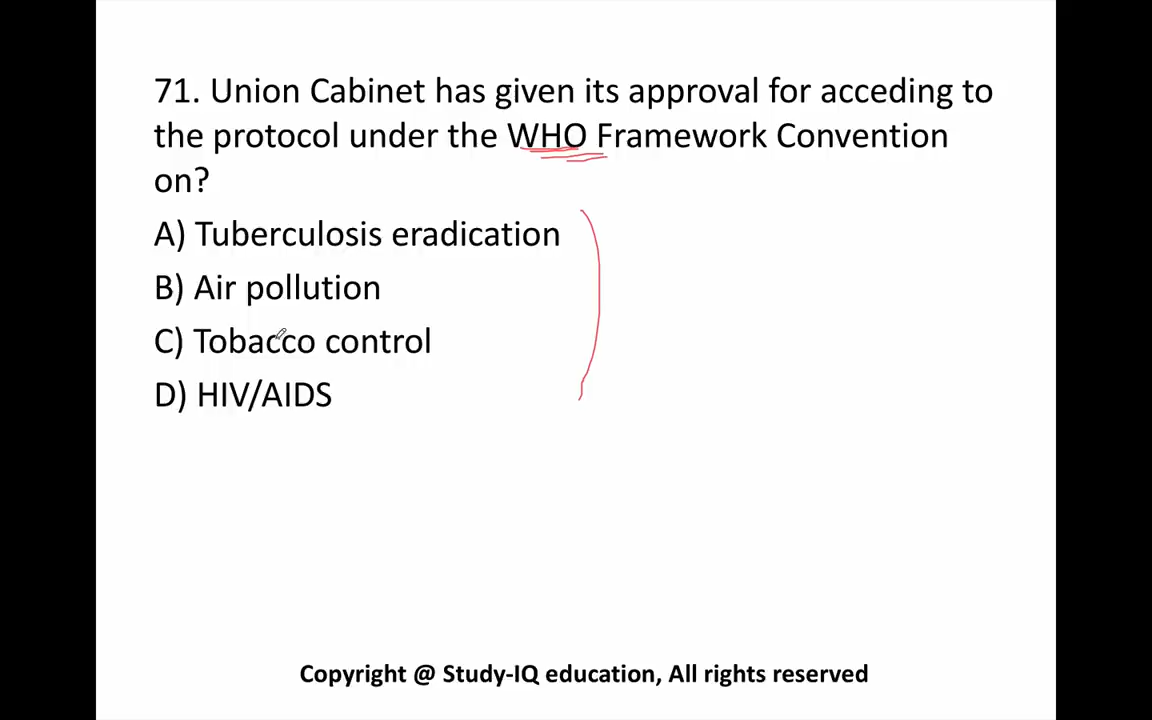 71. Union Cabinet has given its approval for acceding to
the protocol under the WHO Framework Convention
on?
A) Tuberculosis eradication
B) Air pollution
C) Tobacco control
D) HIV/AIDS
Copyright @ Study-IQ education, All rights reserved